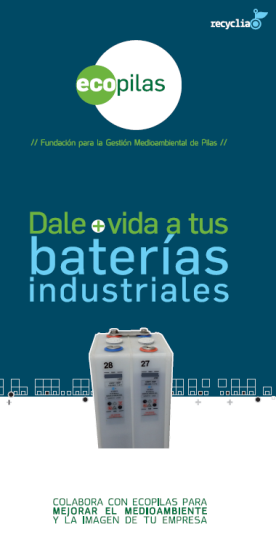 recyclia
ecopilas
// Fundación para la Gestión Medioambiental de Pilas //
Dale + vida a tus
baterías
industriales
28
27
COLABORA CON ECOPILAS PARA
MEJORAR EL MEDIOAMBIENTE
Y LA IMAGEN DE TU EMPRESA